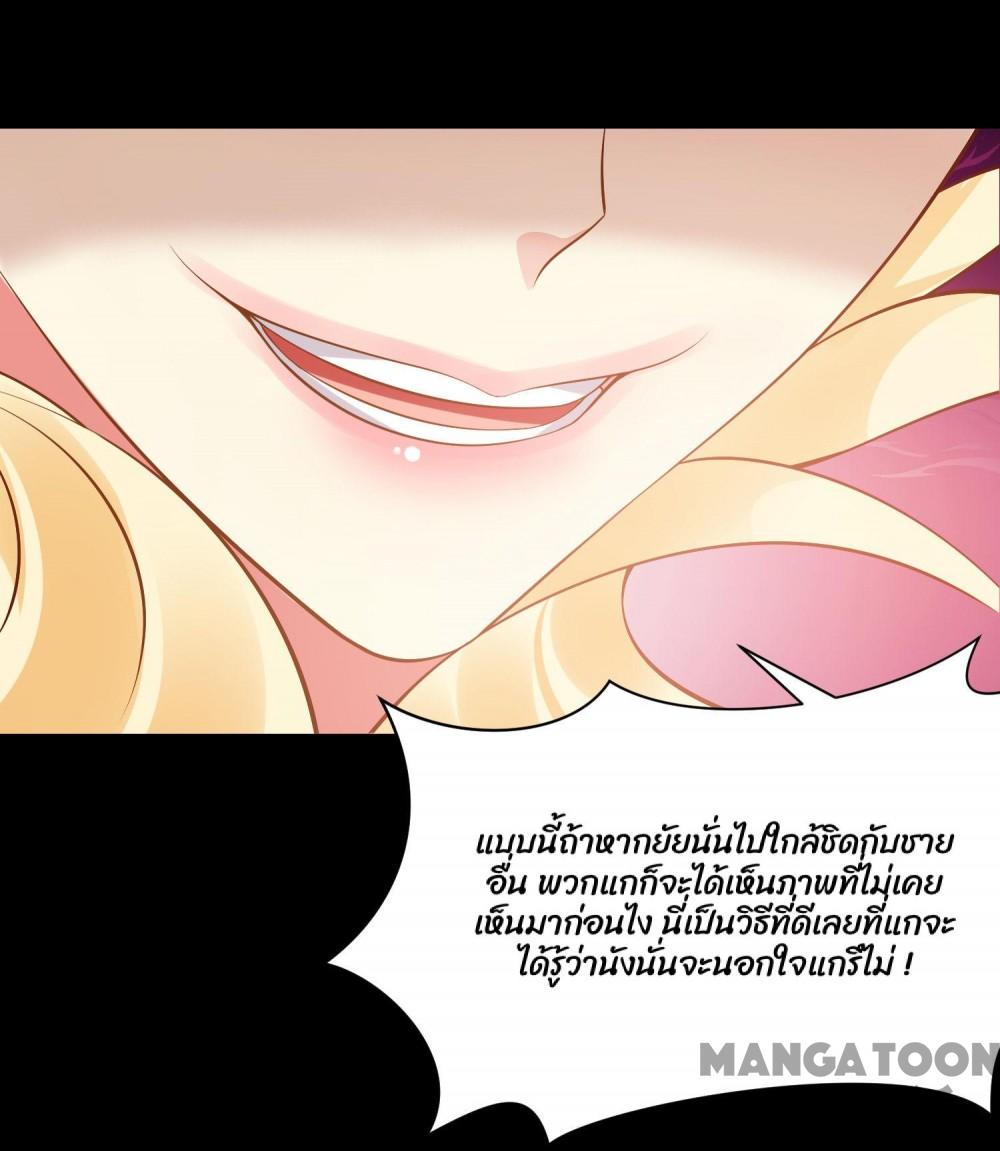 แบบนี้ถ้าหากยัยนั่นไปใกล้ชิดกับชาย
อื่น พวกแกก็จะได้เห็นภาพที่ไม่เคย
เห็นมาก่อนไง นี่เป็นวิธีที่ดีเลยที่แกจะ
ได้รู้ว่านังนั่นจะนอกใจแกรึไม่ !
MANGA TOON